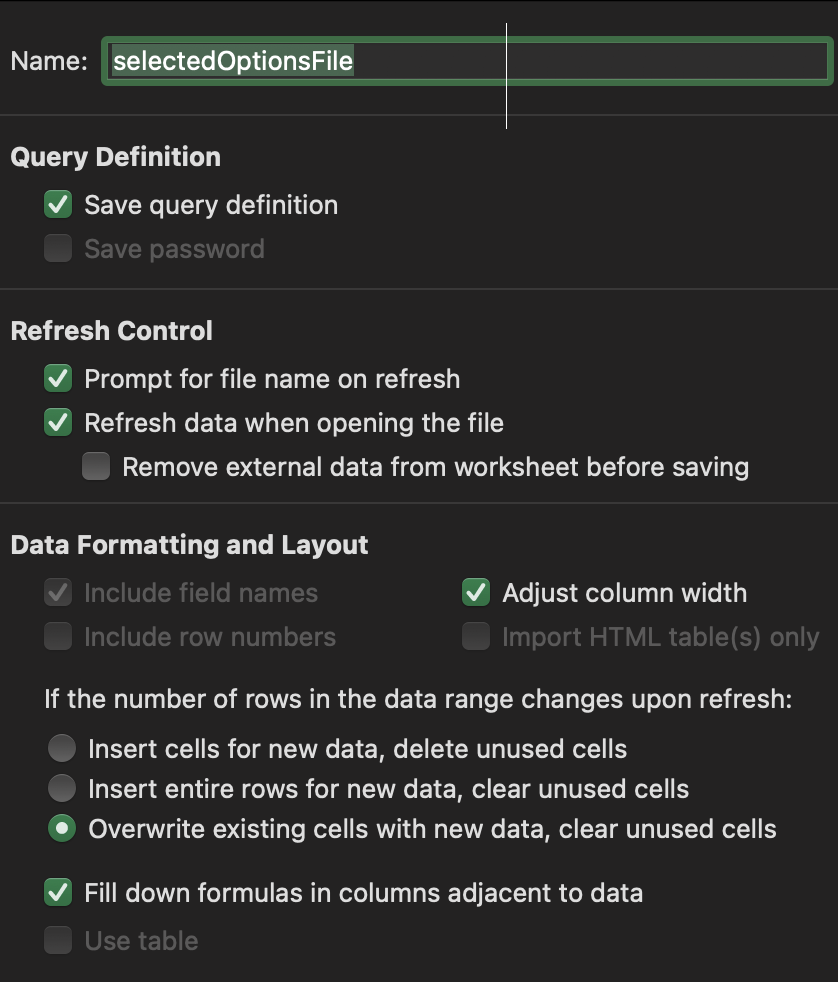 Name: selectedOptionsFile
Query Definition
Save query definition
Save password
Refresh Control
Prompt for file name on refresh
Refresh data when opening the file
Remove external data from worksheet before saving
Data Formatting and Layout
Include field names Adjust column width
Include row numbers Import HTML table(s) only
If the number of rows in the data range changes upon refresh:
Insert cells for new data, delete unused cells
Insert entire rows for new data, clear unused cells
Overwrite existing cells with new data, clear unused cells
Fill down formulas in columns adjacent to data
Use table